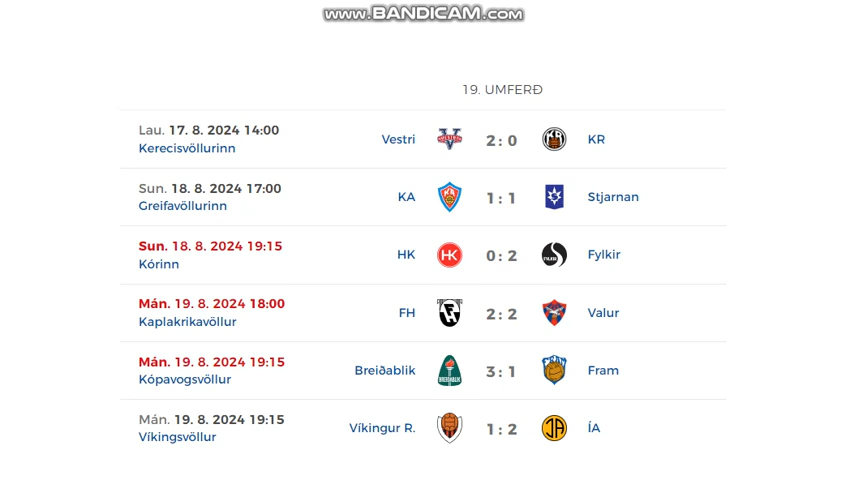 www.BANDICAM.com
19. UMFERÐ
Lau. 17. 8. 2024 14:00
Kerecisvöllurinn
Vestri 2 : 0 KR
Sun. 18. 8. 2024 17:00
Greifavöllurinn
KA 1 : 1 Stjarnan
Sun. 18. 8. 2024 19:15
Kórinn
HK HK 0 : 2 Fylkir
Mán. 19. 8. 2024 18:00
Kaplakrikavöllur
FH 2 : 2 Valur
Mán. 19. 8. 2024 19:15
Kópavogsvöllur
Breiðablik BREIÐABLIK 3 : 1 FRAM Fram
Mán. 19. 8. 2024 19:15
Víkingsvöllur
Víkingur R. 1 : 2 ÍA